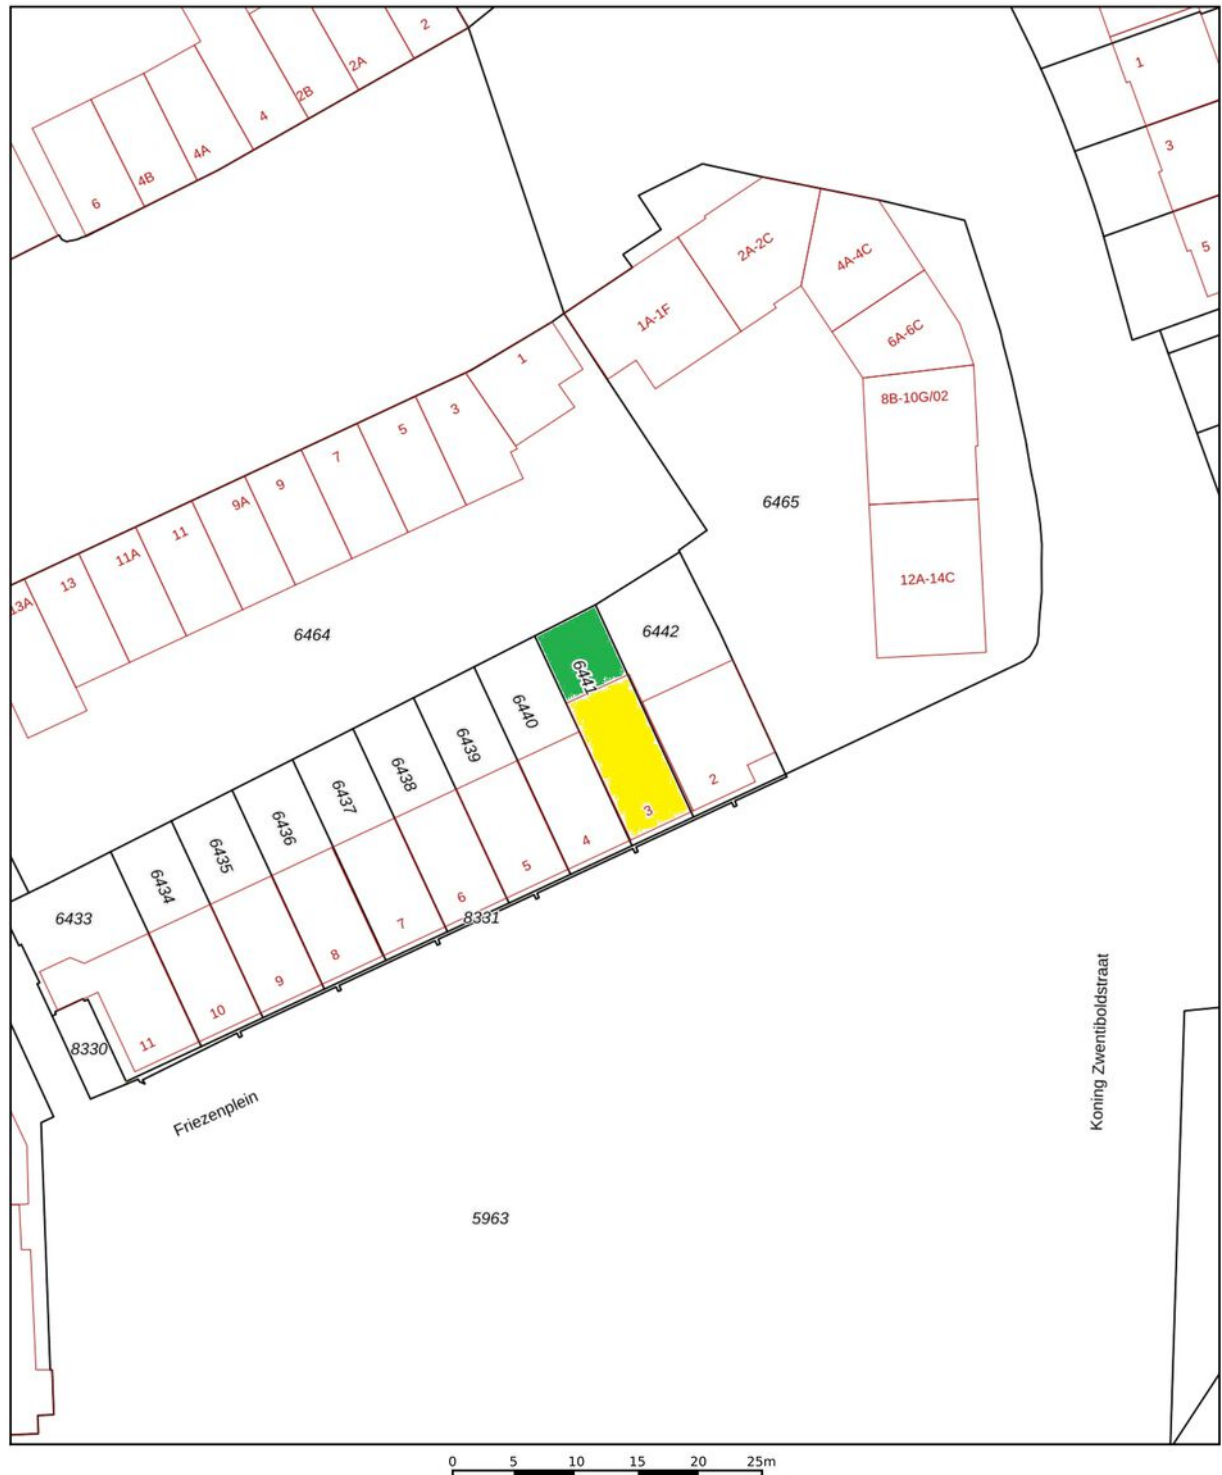 2
2A
2B
4
4A
4B
6
1
3
5
2A-2C
4A-4C
1A-1F
6A-6C
1
3
5
7
9
9A
11
11A
13
13A
8B-10G/02
6465
12A-14C
6464
6442
6441
6440
6439
6438
6437
6436
6435
6434
6433
2
3
4
5
6
7
8
9
10
11
8331
8330
Friezenplein
Koning Zwentiboldstraat
5963
0 5 10 15 20 25m